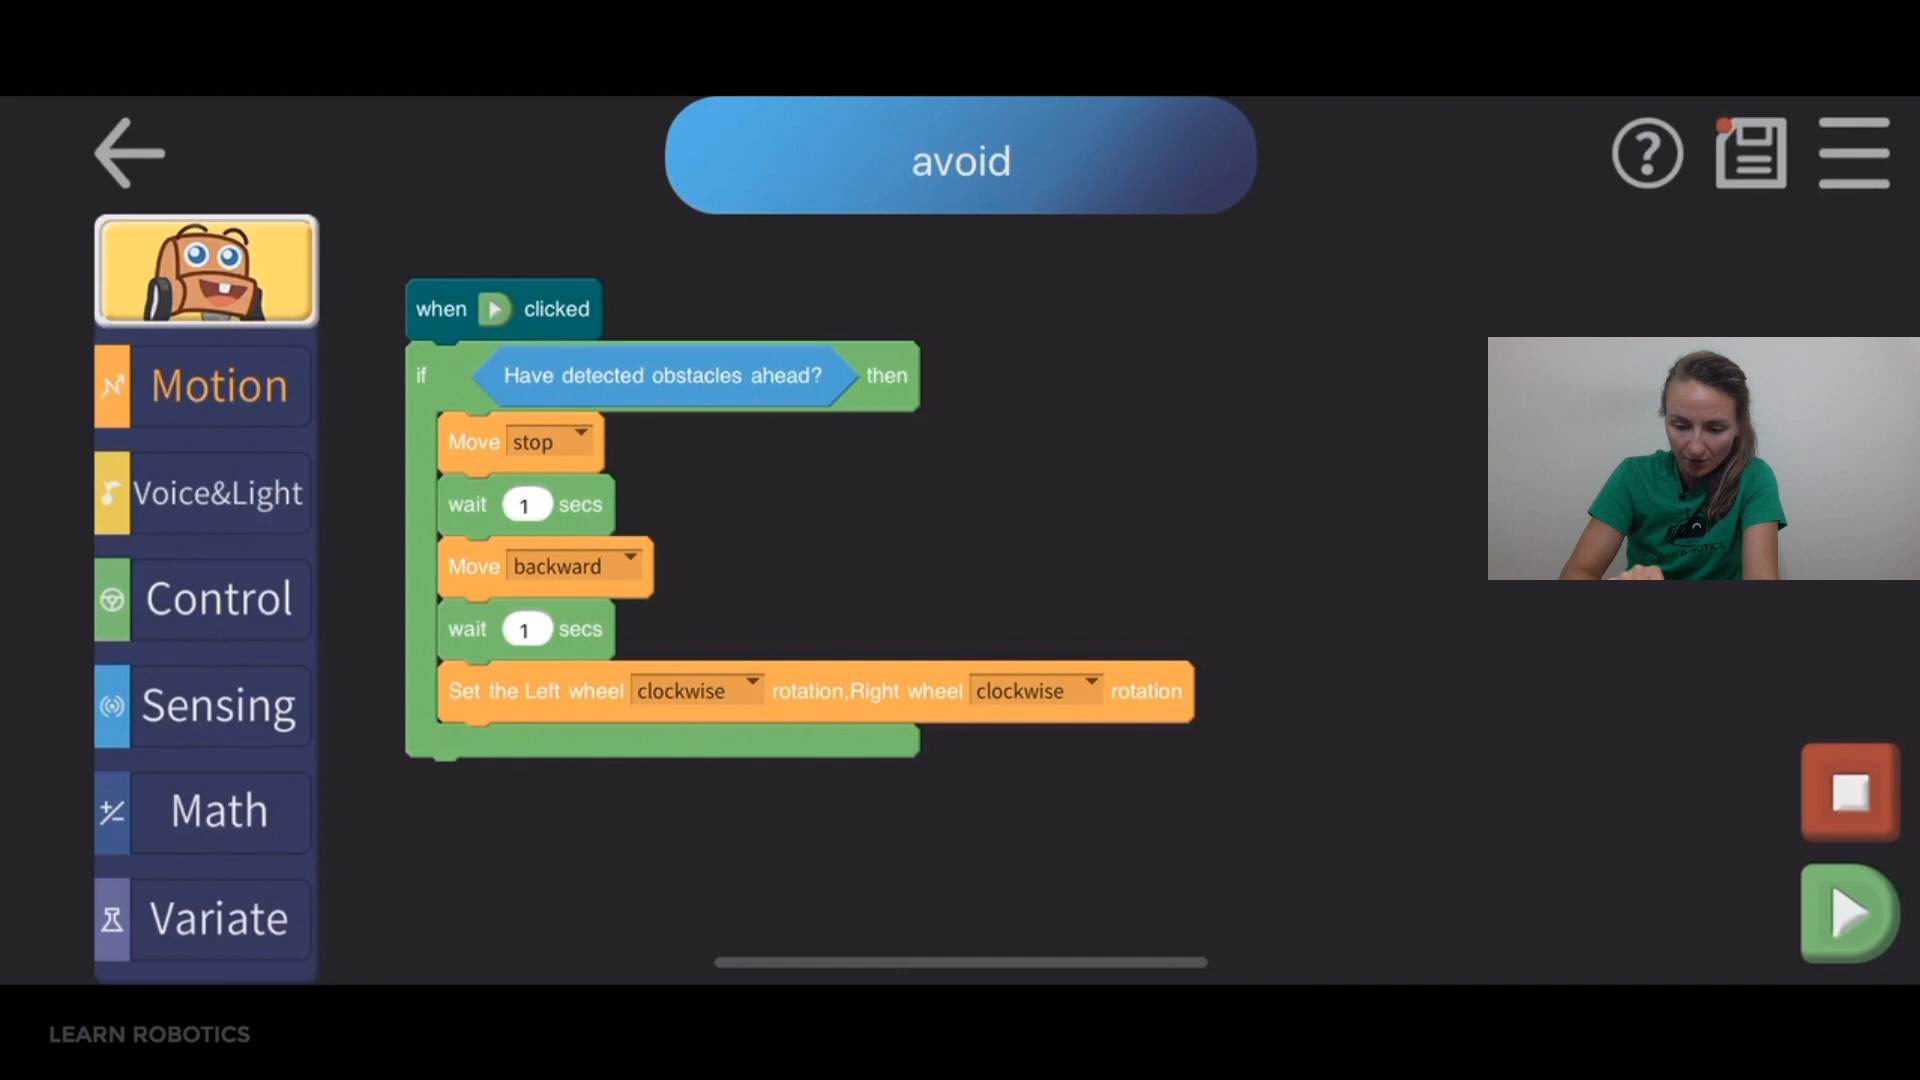 avoid
when clicked
if Have detected obstacles ahead? then
Move stop
wait 1 secs
Move backward
wait 1 secs
Set the Left wheel clockwise rotation,Right wheel clockwise rotation
Motion
Voice&Light
Control
Sensing
Math
Variate
LEARN ROBOTICS